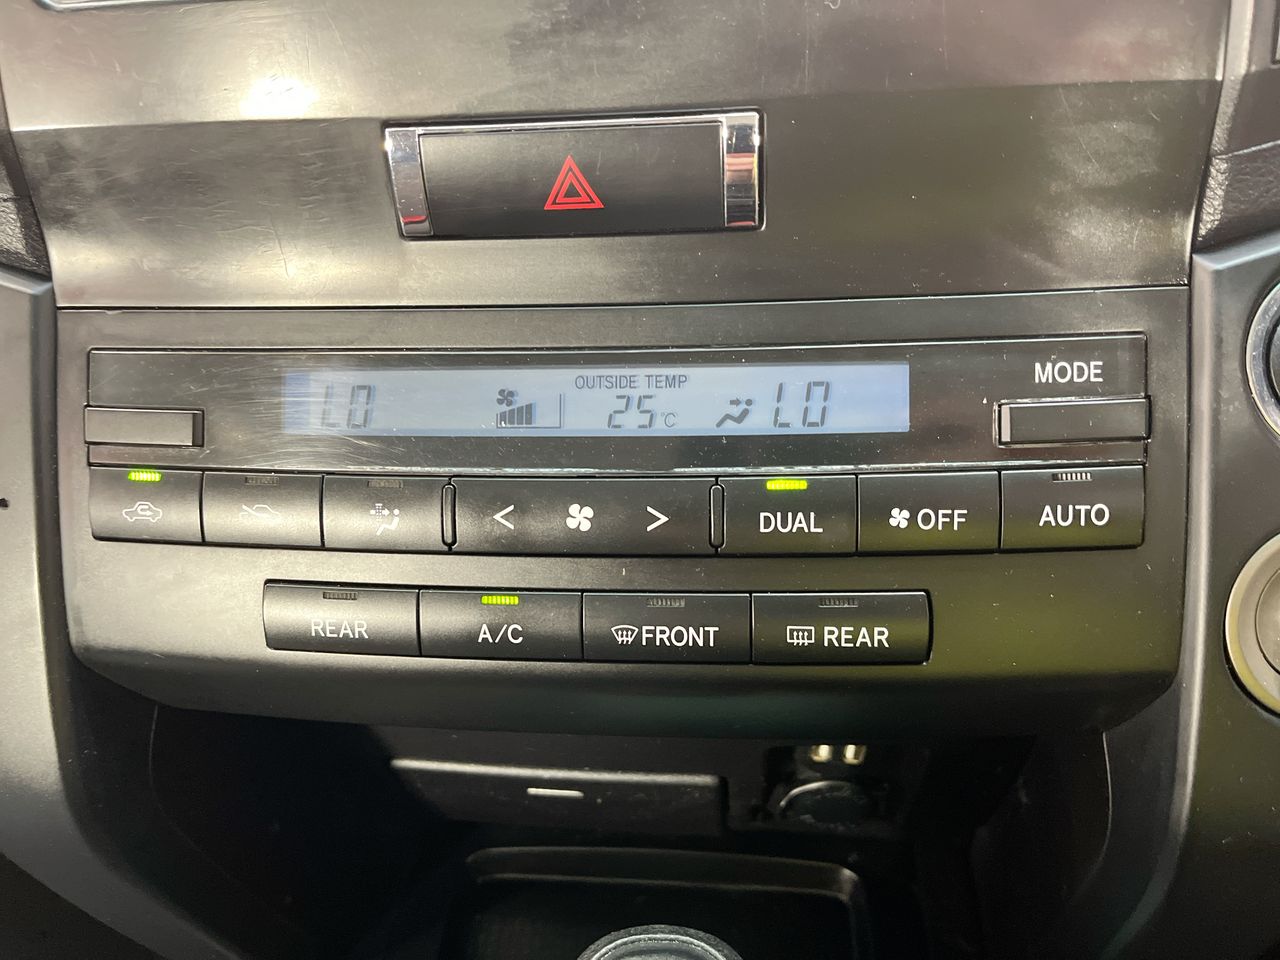 MODE
OUTSIDE TEMP
LO 25°C LO
< > DUAL OFF AUTO
REAR A/C FRONT REAR